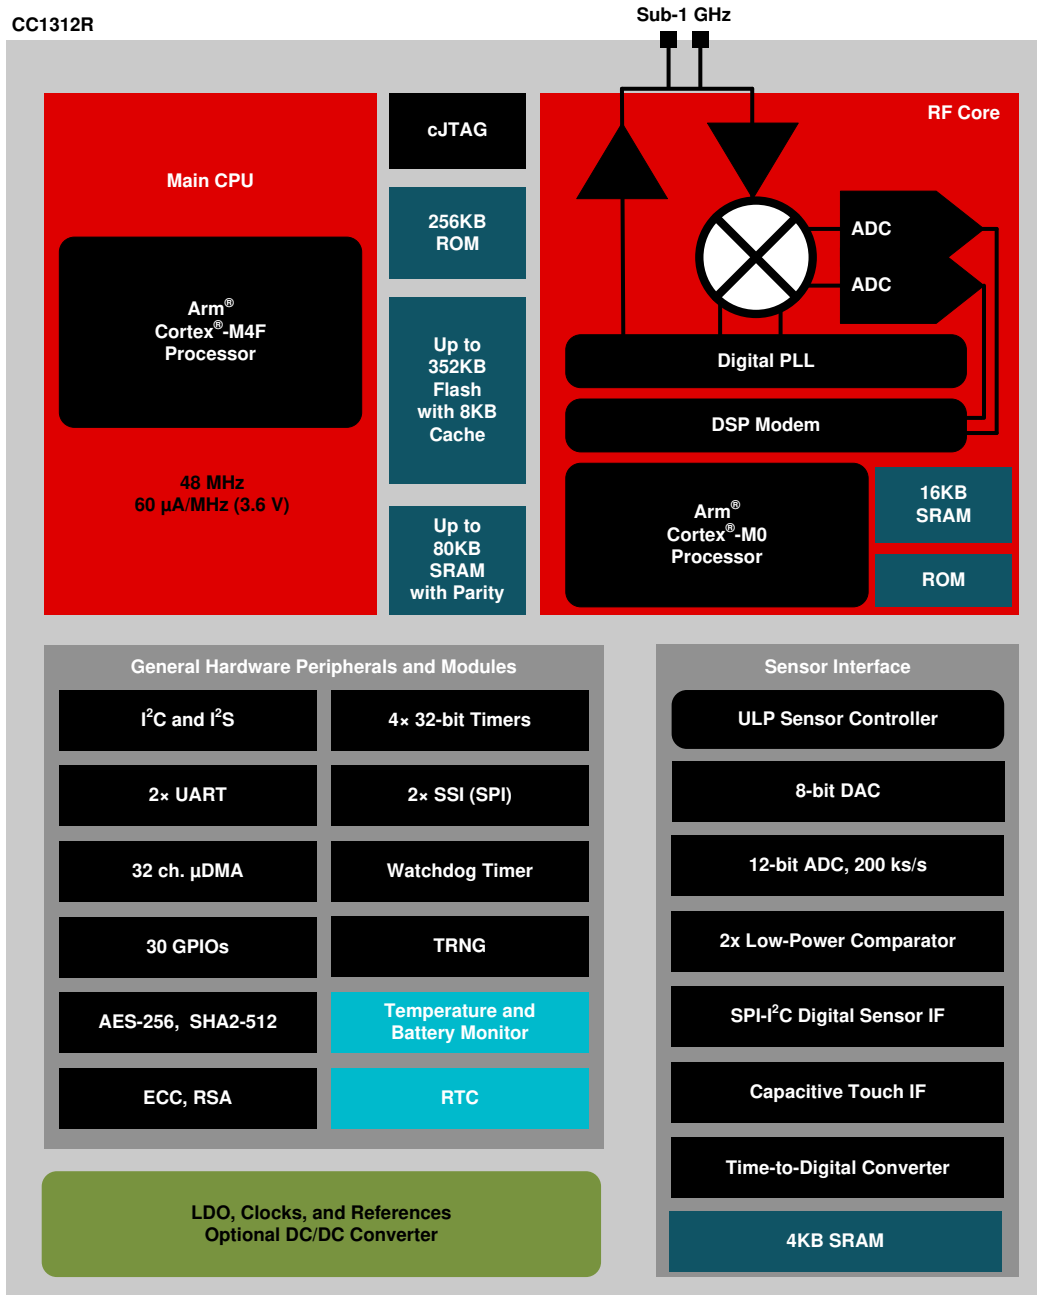 CC1312R
Sub-1 GHz
Main CPU
Arm®
Cortex®-M4F
Processor
48 MHz
60 µA/MHz (3.6 V)
cJTAG
256KB
ROM
Up to
352KB
Flash
with 8KB
Cache
Up to
80KB
SRAM
with Parity
RF Core
ADC
ADC
Digital PLL
DSP Modem
Arm®
Cortex®-M0
Processor
16KB
SRAM
ROM
General Hardware Peripherals and Modules
I²C and I²S
4× 32-bit Timers
2× UART
2× SSI (SPI)
32 ch. µDMA
Watchdog Timer
30 GPIOs
TRNG
AES-256, SHA2-512
Temperature and
Battery Monitor
ECC, RSA
RTC
LDO, Clocks, and References
Optional DC/DC Converter
Sensor Interface
ULP Sensor Controller
8-bit DAC
12-bit ADC, 200 ks/s
2x Low-Power Comparator
SPI-I²C Digital Sensor IF
Capacitive Touch IF
Time-to-Digital Converter
4KB SRAM